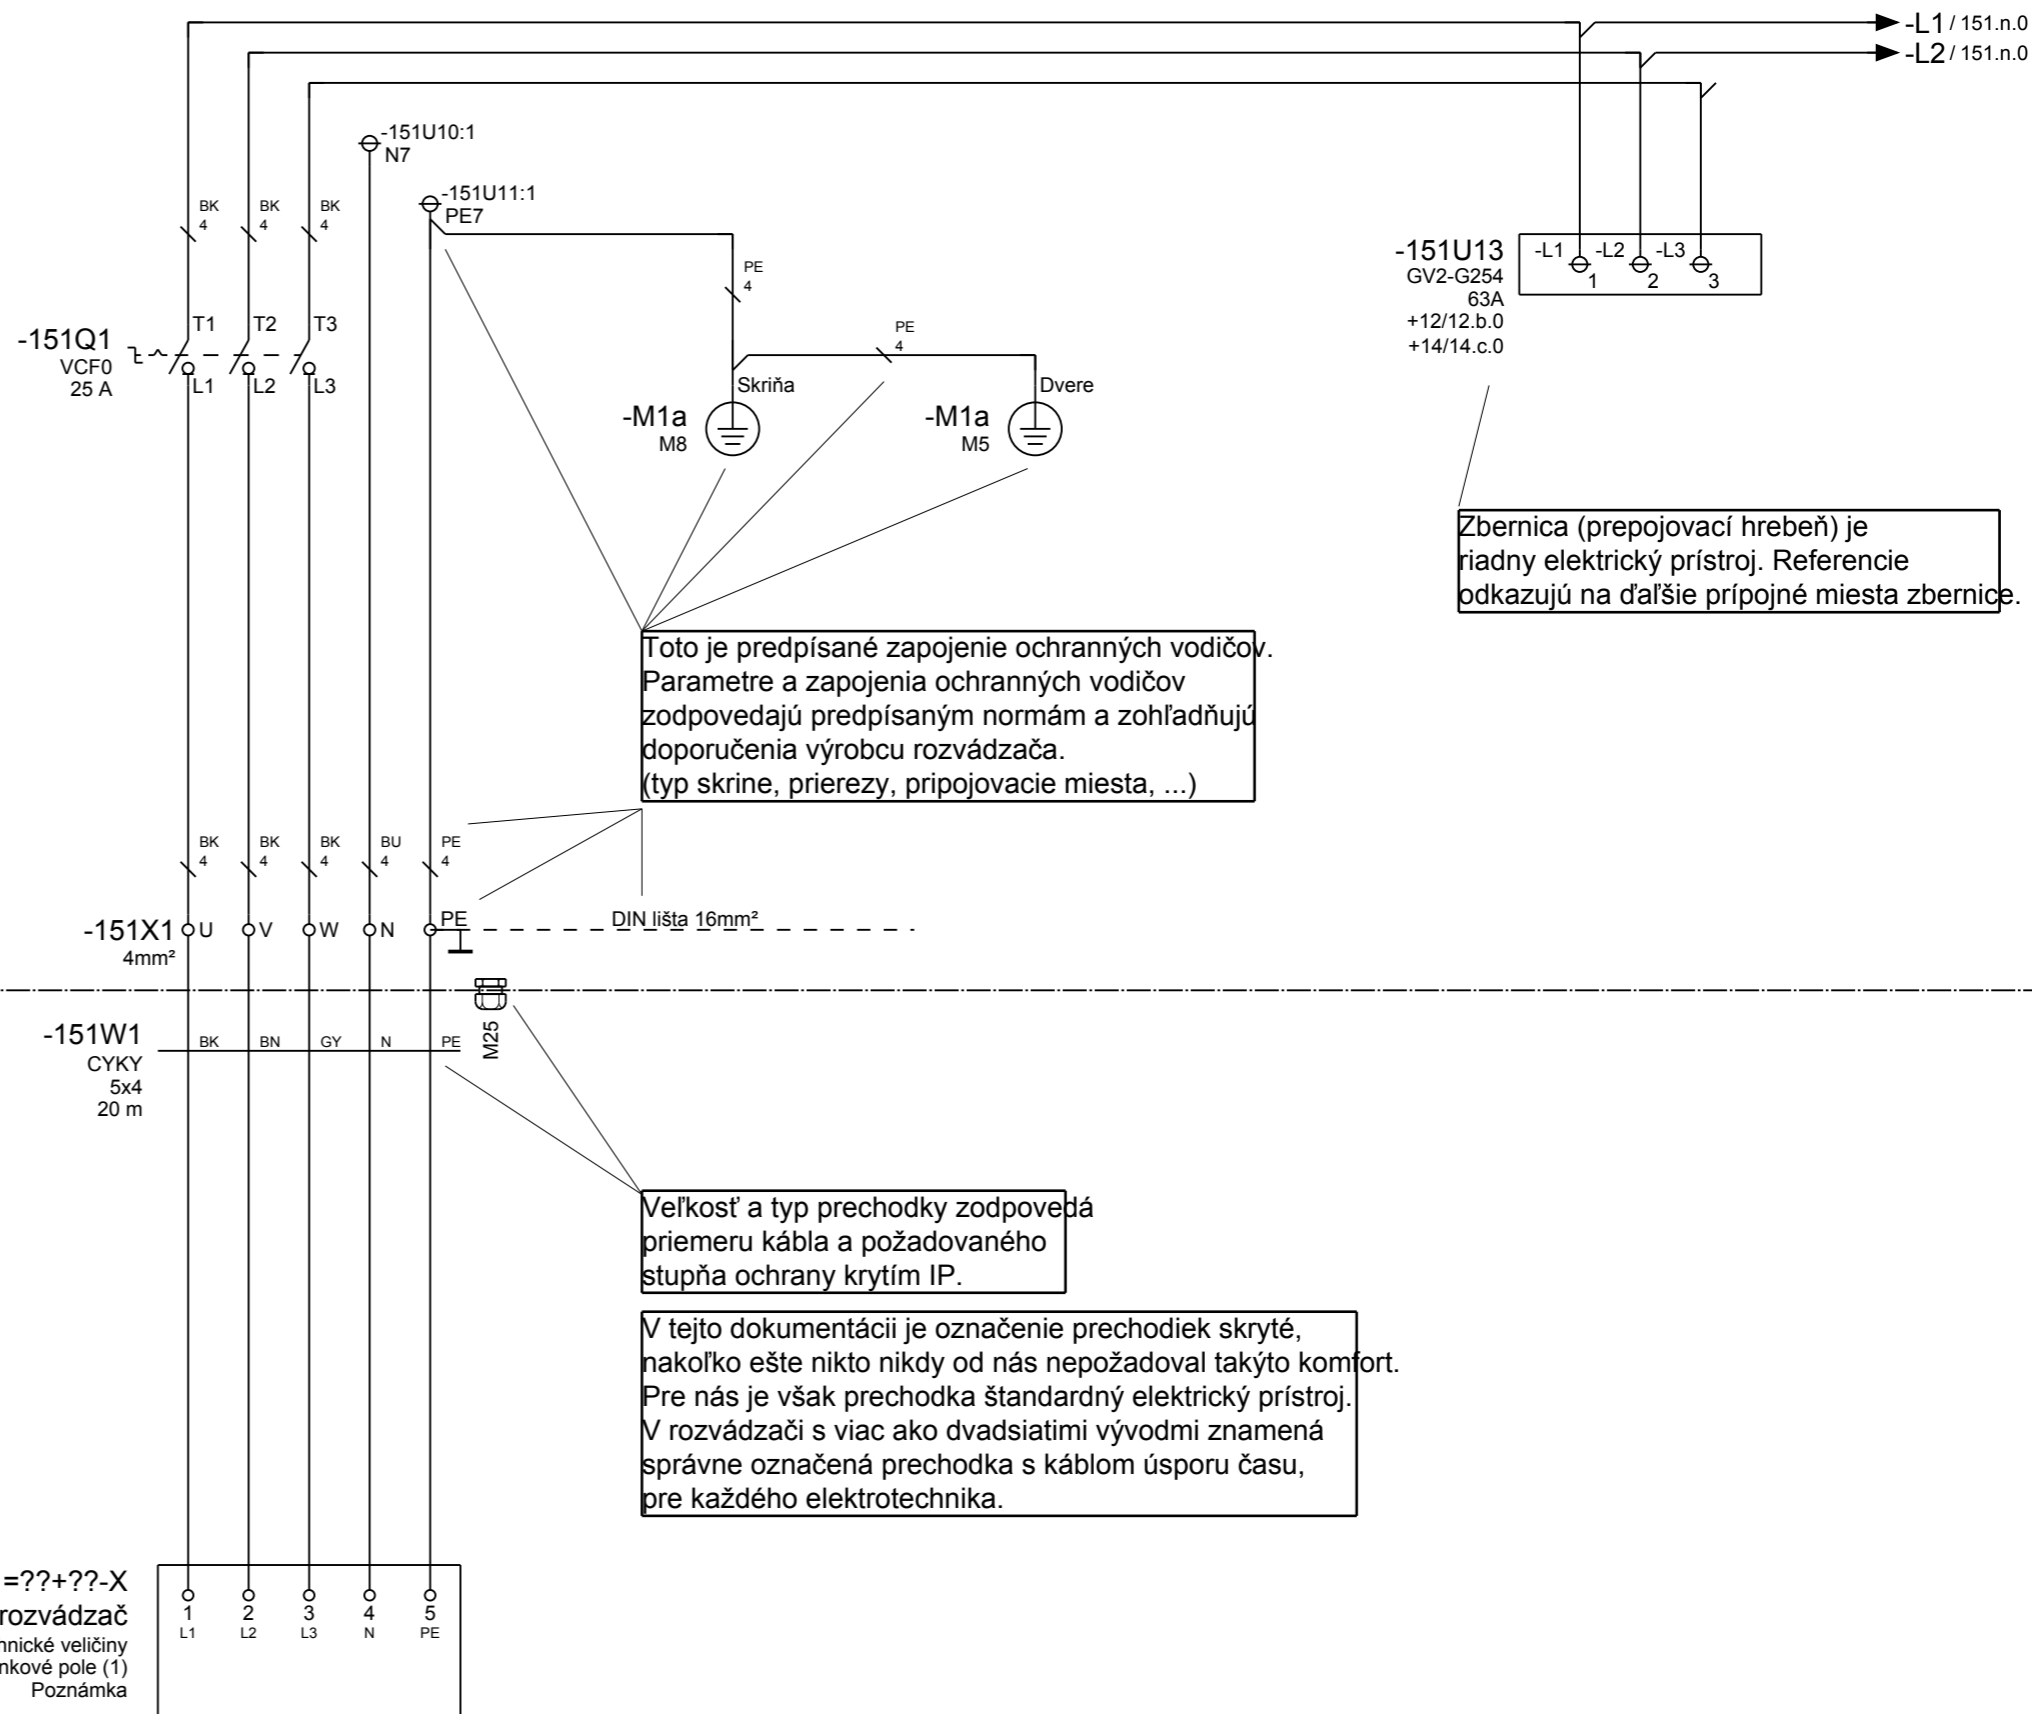 -L1 / 151.n.0
-L2 / 151.n.0
-151U10:1
N7
-151U11:1
PE7
BK
4
BK
4
BK
4
PE
4
-151U13
GV2-G254
63A
+12/12.b.0
+14/14.c.0
-L1
-L2
-L3
1
2
3
-151Q1
VCF0
25 A
T1
T2
T3
L1
L2
L3
PE
4
Skriňa
-M1a
M8
Dvere
-M1a
M5
Zbernica (prepojovací hrebeň) je
riadny elektrický prístroj. Referencie
odkazujú na ďaľšie prípojné miesta zbernice.
Toto je predpísané zapojenie ochranných vodičov.
Parametre a zapojenia ochranných vodičov
zodpovedajú predpísaným normám a zohľadňujú
doporučenia výrobcu rozvádzača.
(typ skrine, prierezy, pripojovacie miesta, ...)
BK
4
BK
4
BK
4
BU
4
PE
4
-151X1
4mm²
U
V
W
N
PE
DIN lišta 16mm²
M25
-151W1
CYKY
5x4
20 m
BK
BN
GY
N
PE
Veľkosť a typ prechodky zodpovedá
priemeru kábla a požadovaného
stupňa ochrany krytím IP.
V tejto dokumentácii je označenie prechodiek skryté,
nakoľko ešte nikto nikdy od nás nepožadoval takýto komfort.
Pre nás je však prechodka štandardný elektrický prístroj.
V rozvádzači s viac ako dvadsiatimi vývodmi znamená
správne označená prechodka s káblom úsporu času,
pre každého elektrotechnika.
=??+??-X
rozvádzač
hnické veličiny
nkové pole (1)
Poznámka
1
L1
2
L2
3
L3
4
N
5
PE